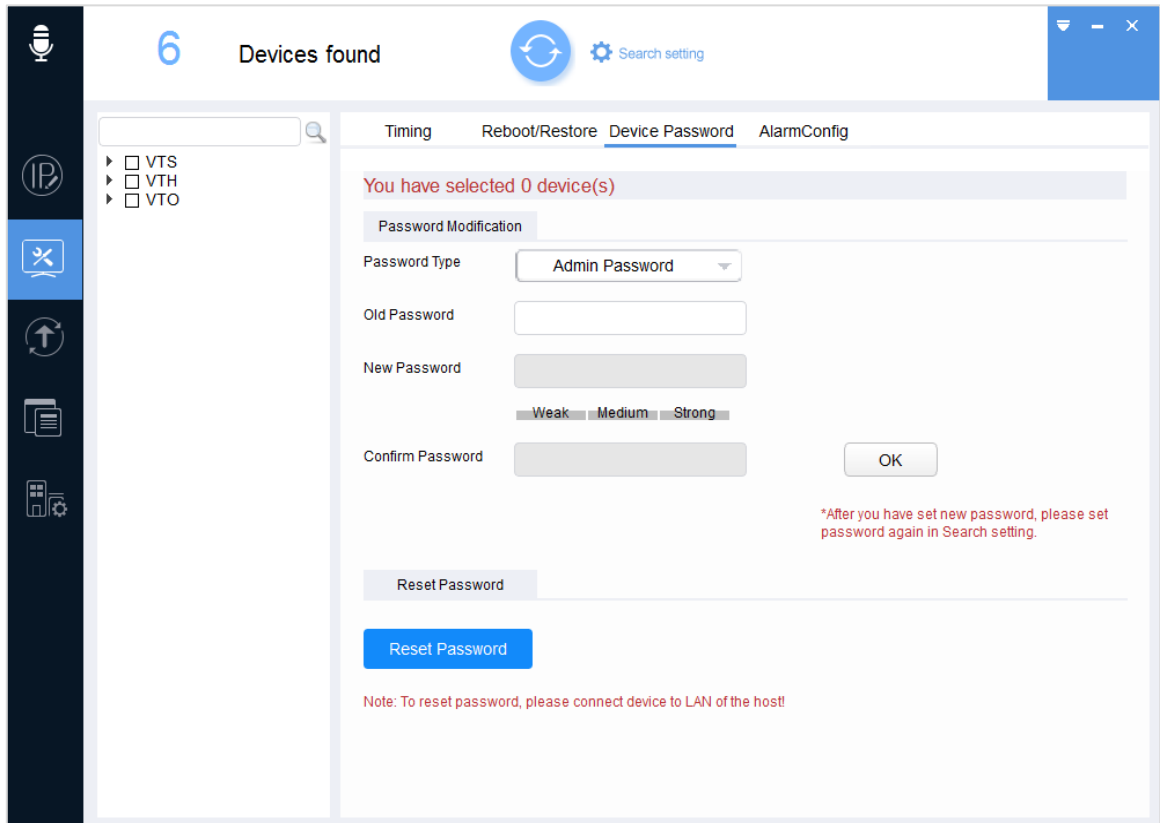 6 Devices found
Search setting
VTS
VTH
VTO
Timing Reboot/Restore Device Password AlarmConfig
You have selected 0 device(s)
Password Modification
Password Type Admin Password
Old Password
New Password
Weak Medium Strong
Confirm Password
OK
*After you have set new password, please set
password again in Search setting.
Reset Password
Reset Password
Note: To reset password, please connect device to LAN of the host!
IP